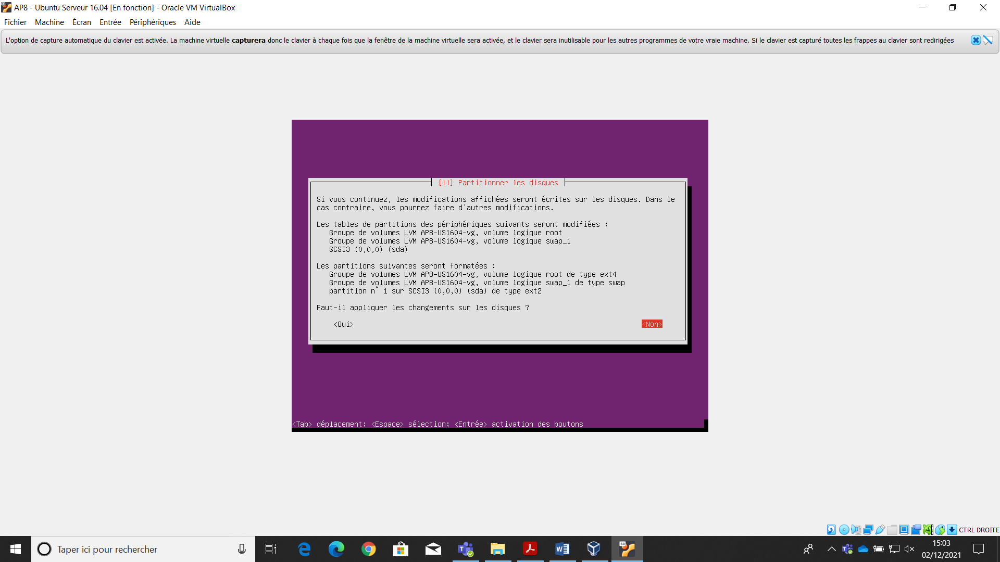 AP8 - Ubuntu Serveur 16.04 [En fonction] - Oracle VM VirtualBox
Fichier Machine Écran Entrée Périphériques Aide
L'option de capture automatique du clavier est activée. La machine virtuelle capturera donc le clavier à chaque fois que la fenêtre de la machine virtuelle sera activée, et le clavier sera inutilisable pour les autres programmes de votre vraie machine. Si le clavier est capturé toutes les frappes au clavier sont redirigées
[!!] Partitionner les disques
Si vous continuez, les modifications affichées seront écrites sur les disques. Dans le
cas contraire, vous pourrez faire d'autres modifications.
Les tables de partitions des périphériques suivants seront modifiées :
Groupe de volumes LVM AP8-US1604-vg, volume logique root
Groupe de volumes LVM AP8-US1604-vg, volume logique swap_1
SCSI3 (0,0,0) (sda)
Les partitions suivantes seront formatées :
Groupe de volumes LVM AP8-US1604-vg, volume logique root de type ext4
Groupe de volumes LVM AP8-US1604-vg, volume logique swap_1 de type swap
partition n° 1 sur SCSI3 (0,0,0) (sda) de type ext2
Faut-il appliquer les changements sur les disques ?
<Oui> <Non>
<Tab> déplacement; <Espace> sélection; <Entrée> activation des boutons
CTRL DROITE
Taper ici pour rechercher
15:03
02/12/2021